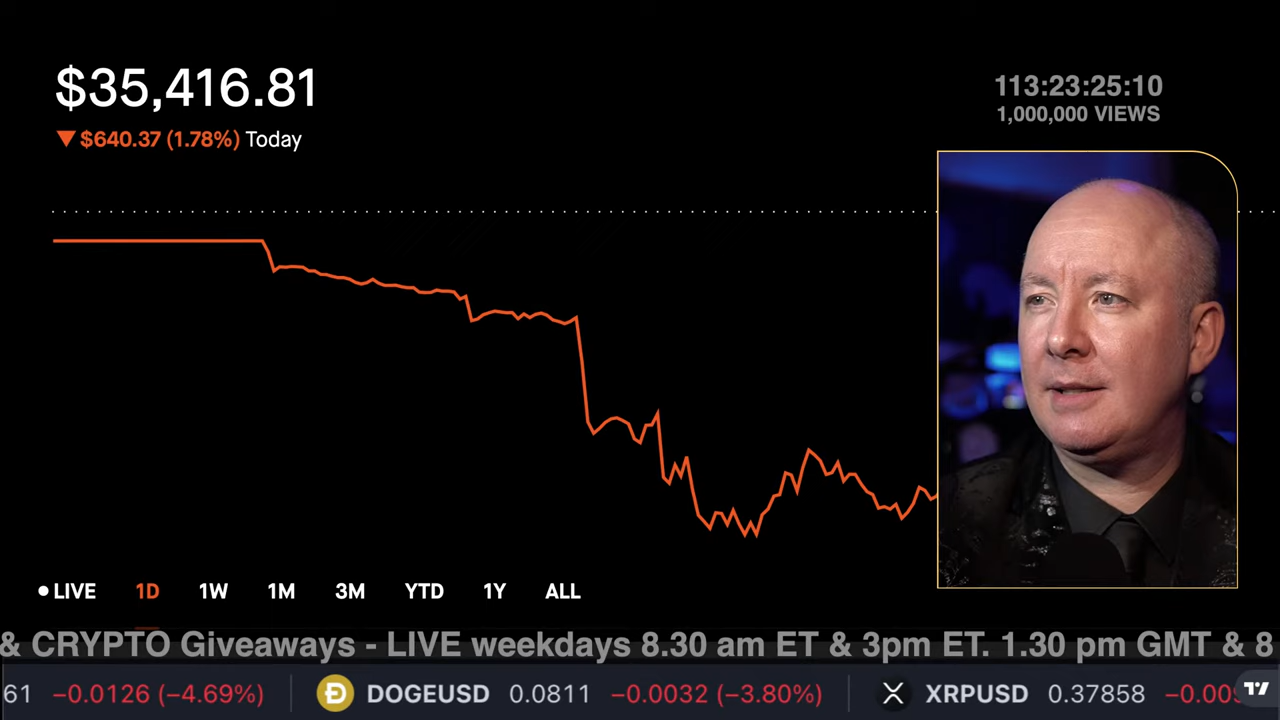 $35,416.81
▼ $640.37 (1.78%) Today
113:23:25:10
1,000,000 VIEWS
LIVE 1D 1W 1M 3M YTD 1Y ALL
& CRYPTO Giveaways - LIVE weekdays 8.30 am ET & 3pm ET. 1.30 pm GMT & 8
61 −0.0126 (−4.69%) DOGEUSD 0.0811 −0.0032 (−3.80%) XRPUSD 0.37858 −0.00